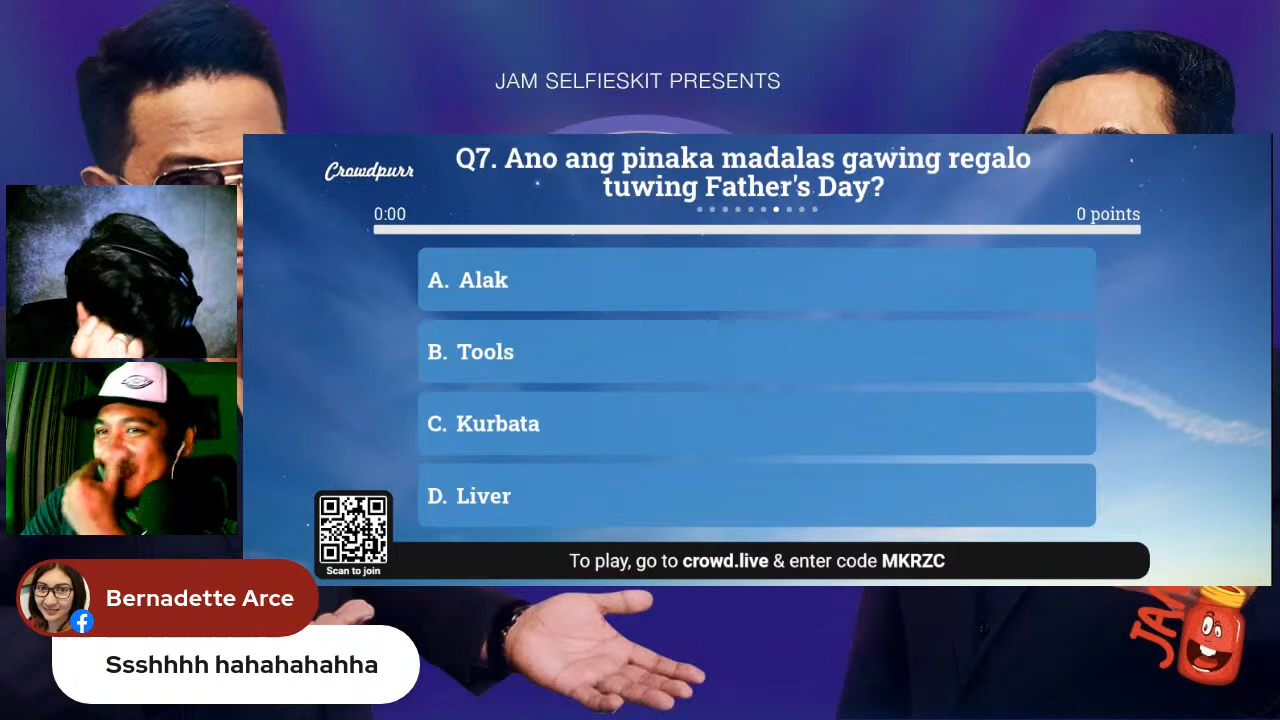 JAM SELFIESKIT PRESENTS
Crowdpurr
Q7. Ano ang pinaka madalas gawing regalo
tuwing Father's Day?
0:00
0 points
A. Alak
B. Tools
C. Kurbata
D. Liver
Scan to join
To play, go to crowd.live & enter code MKRZC
JAM
Bernadette Arce
Ssshhhh hahahahahha